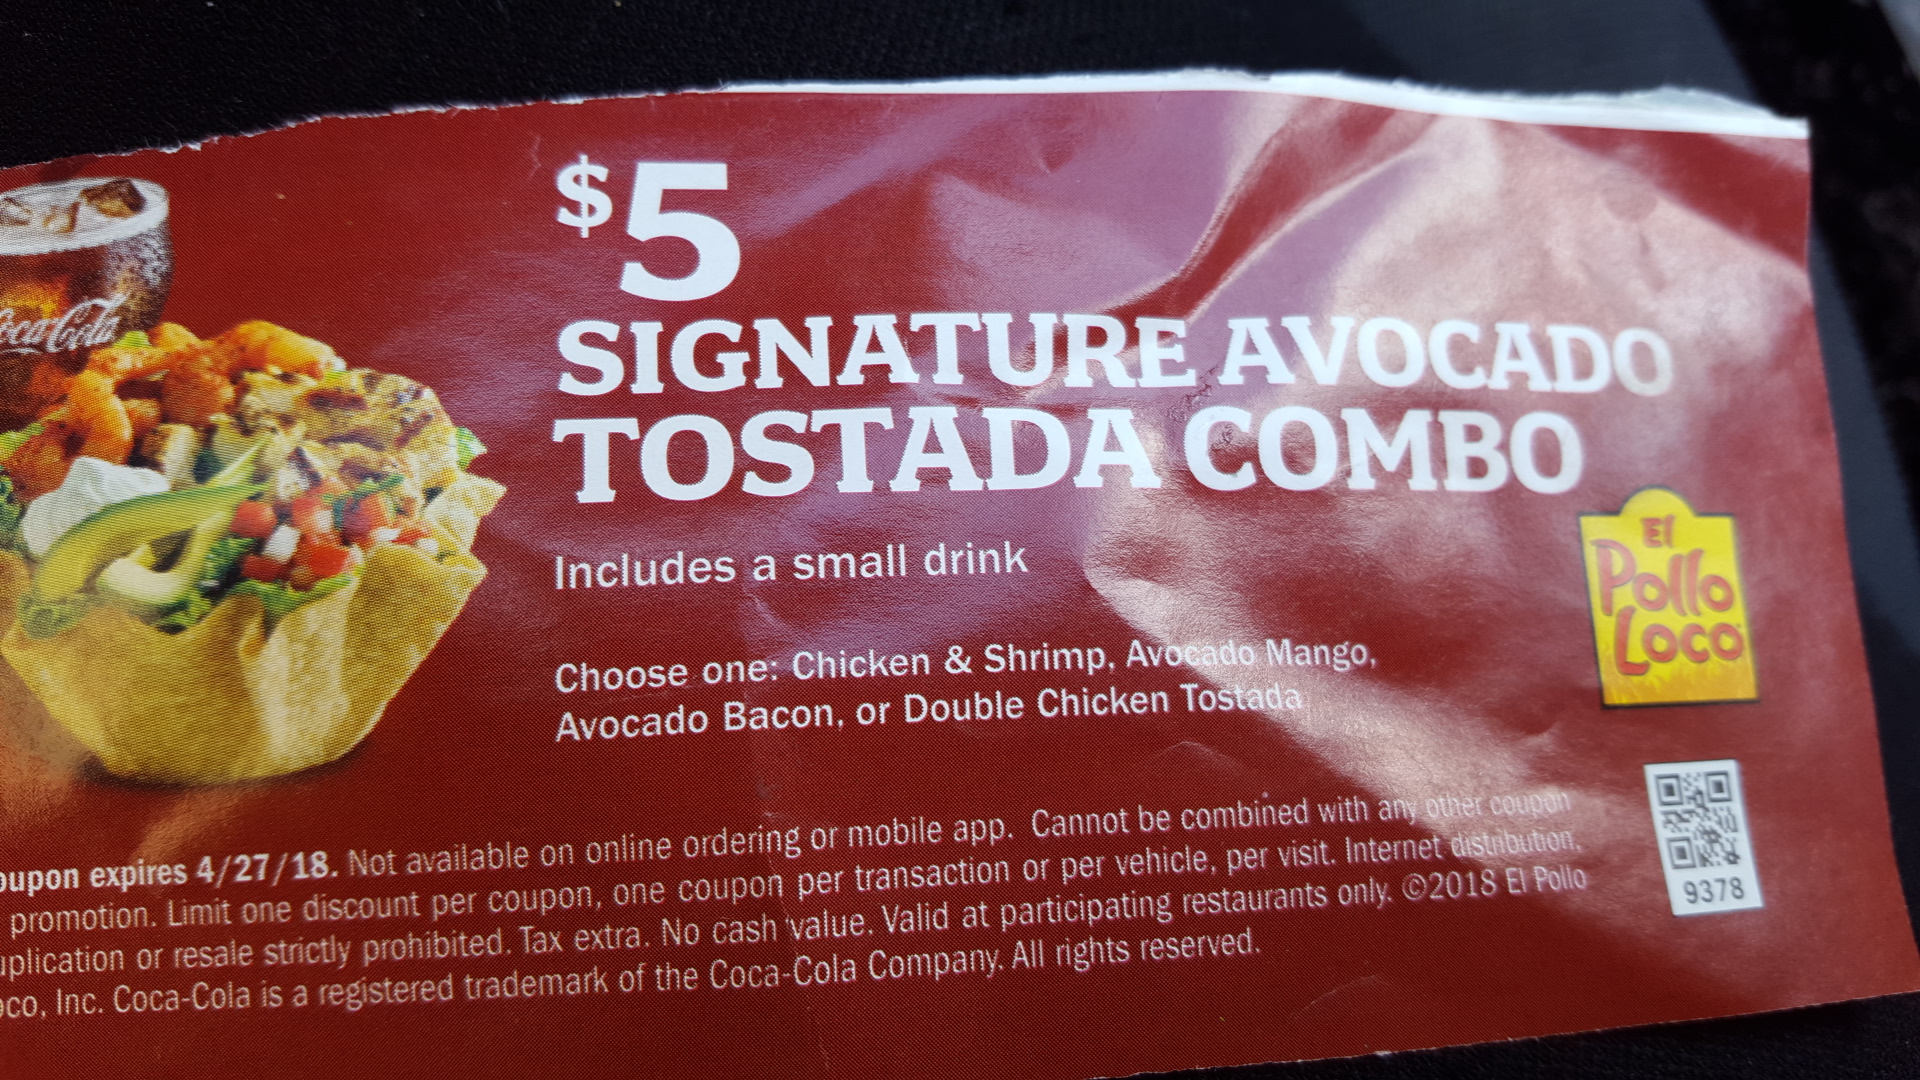 $5
SIGNATURE AVOCADO
TOSTADA COMBO
Includes a small drink
Choose one: Chicken & Shrimp, Avocado Mango,
Avocado Bacon, or Double Chicken Tostada
oupon expires 4/27/18. Not available on online ordering or mobile app. Cannot be combined with any other coupon
promotion. Limit one discount per coupon, one coupon per transaction or per vehicle, per visit. Internet distribution,
uplication or resale strictly prohibited. Tax extra. No cash value. Valid at participating restaurants only. ©2018 El Pollo
oco, Inc. Coca-Cola is a registered trademark of the Coca-Cola Company. All rights reserved.
El
Pollo
Loco
9378
Coca-Cola